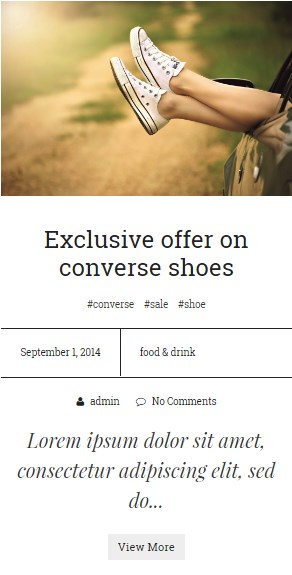 Exclusive offer on
converse shoes
#converse #sale #shoe
September 1, 2014 food & drink
admin No Comments
Lorem ipsum dolor sit amet,
consectetur adipiscing elit, sed
do...
View More